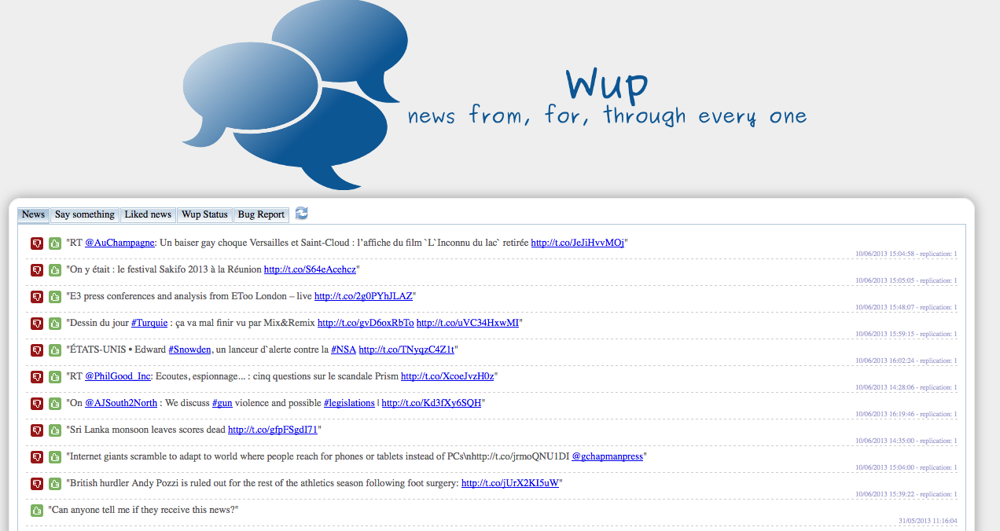 Wup
news from, for, through every one
News Say something Liked news Wup Status Bug Report
"RT @AuChampagne: Un baiser gay choque Versailles et Saint-Cloud : l'affiche du film `L`Inconnu du lac` retirée http://t.co/JeJiHvvMOj"
10/06/2013 15:04:58 - replication: 1
"On y était : le festival Sakifo 2013 à la Réunion http://t.co/S64eAcehcz"
10/06/2013 15:05:05 - replication: 1
"E3 press conferences and analysis from EToo London – live http://t.co/2g0PYhJLAZ"
10/06/2013 15:48:07 - replication: 1
"Dessin du jour #Turquie : ça va mal finir vu par Mix&Remix http://t.co/gvD6oxRbTo http://t.co/uVC34HxwMI"
10/06/2013 15:59:15 - replication: 1
"ÉTATS-UNIS • Edward #Snowden, un lanceur d`alerte contre la #NSA http://t.co/TNyqzC4Z1t"
10/06/2013 16:02:24 - replication: 1
"RT @PhilGood_Inc: Ecoutes, espionnage... : cinq questions sur le scandale Prism http://t.co/XcoeJvzH0z"
10/06/2013 14:28:06 - replication: 1
"On @AJSouth2North : We discuss #gun violence and possible #legislations | http://t.co/Kd3fXy6SQH"
10/06/2013 16:19:46 - replication: 1
"Sri Lanka monsoon leaves scores dead http://t.co/gfpFSgdI71"
10/06/2013 14:35:00 - replication: 1
"Internet giants scramble to adapt to world where people reach for phones or tablets instead of PCs\nhttp://t.co/jrmoQNU1DI @gchapmanpress"
10/06/2013 15:04:00 - replication: 1
"British hurdler Andy Pozzi is ruled out for the rest of the athletics season following foot surgery: http://t.co/jUrX2KI5uW"
10/06/2013 15:39:22 - replication: 1
"Can anyone tell me if they receive this news?"
31/05/2013 11:16:04